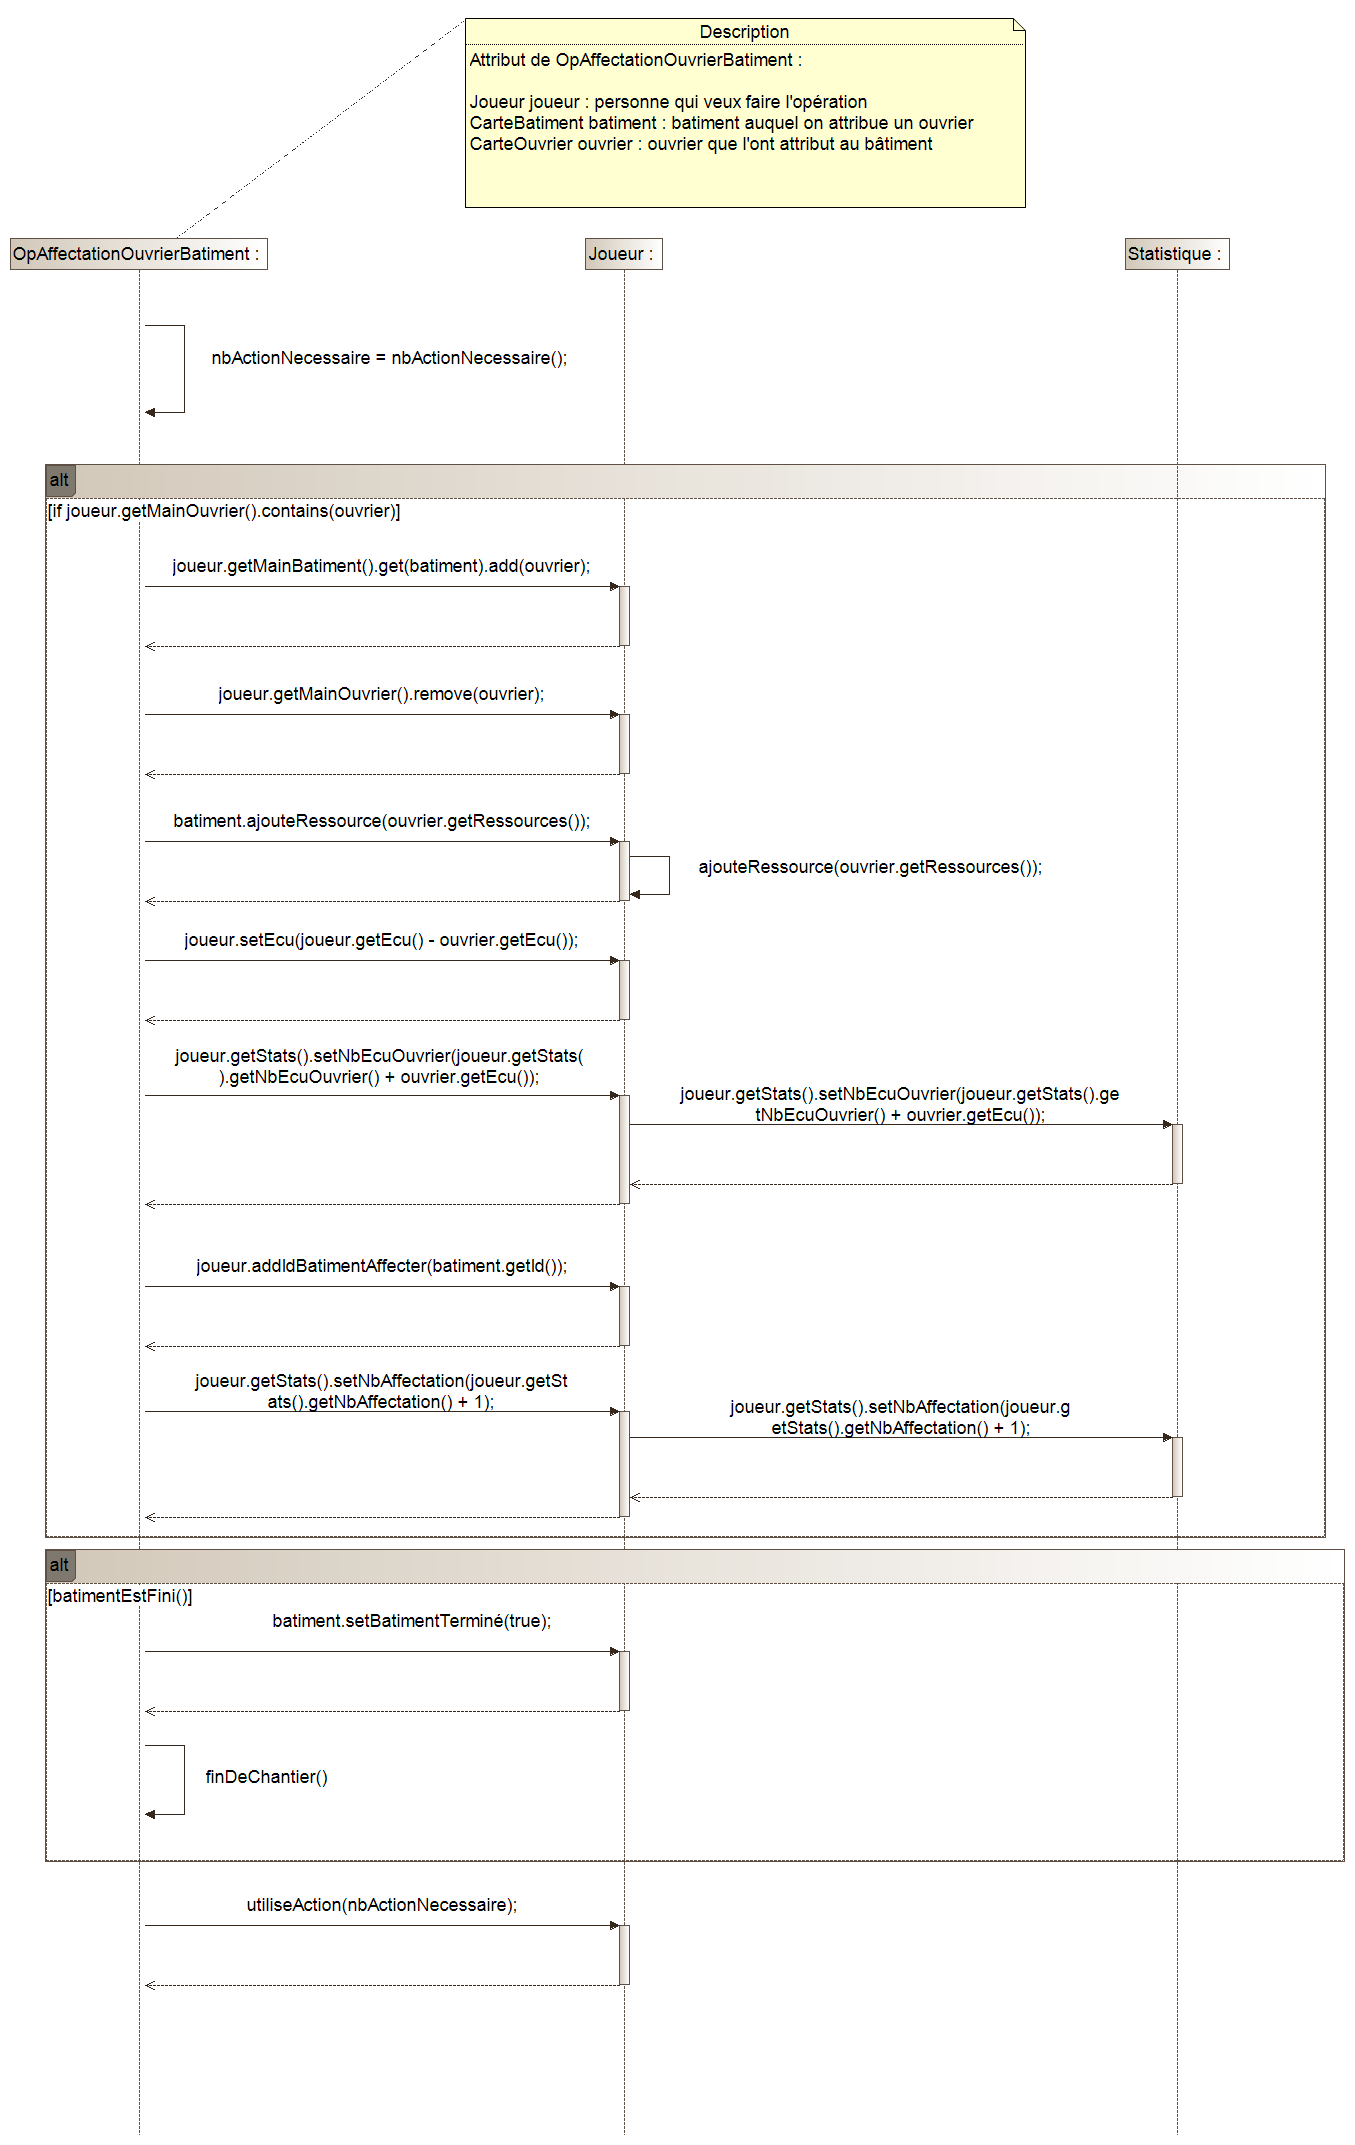 Description
Attribut de OpAffectationOuvrierBatiment :
Joueur joueur : personne qui veux faire l'opération
CarteBatiment batiment : batiment auquel on attribue un ouvrier
CarteOuvrier ouvrier : ouvrier que l'ont attribut au bâtiment
OpAffectationOuvrierBatiment :
Joueur :
Statistique :
nbActionNecessaire = nbActionNecessaire();
alt
[if joueur.getMainOuvrier().contains(ouvrier)]
joueur.getMainBatiment().get(batiment).add(ouvrier);
joueur.getMainOuvrier().remove(ouvrier);
batiment.ajouteRessource(ouvrier.getRessources());
ajouteRessource(ouvrier.getRessources());
joueur.setEcu(joueur.getEcu() - ouvrier.getEcu());
joueur.getStats().setNbEcuOuvrier(joueur.getStats(
).getNbEcuOuvrier() + ouvrier.getEcu());
joueur.getStats().setNbEcuOuvrier(joueur.getStats().ge
tNbEcuOuvrier() + ouvrier.getEcu());
joueur.addIdBatimentAffecter(batiment.getId());
joueur.getStats().setNbAffectation(joueur.getSt
ats().getNbAffectation() + 1);
joueur.getStats().setNbAffectation(joueur.g
etStats().getNbAffectation() + 1);
alt
[batimentEstFini()]
batiment.setBatimentTerminé(true);
finDeChantier()
utiliseAction(nbActionNecessaire);